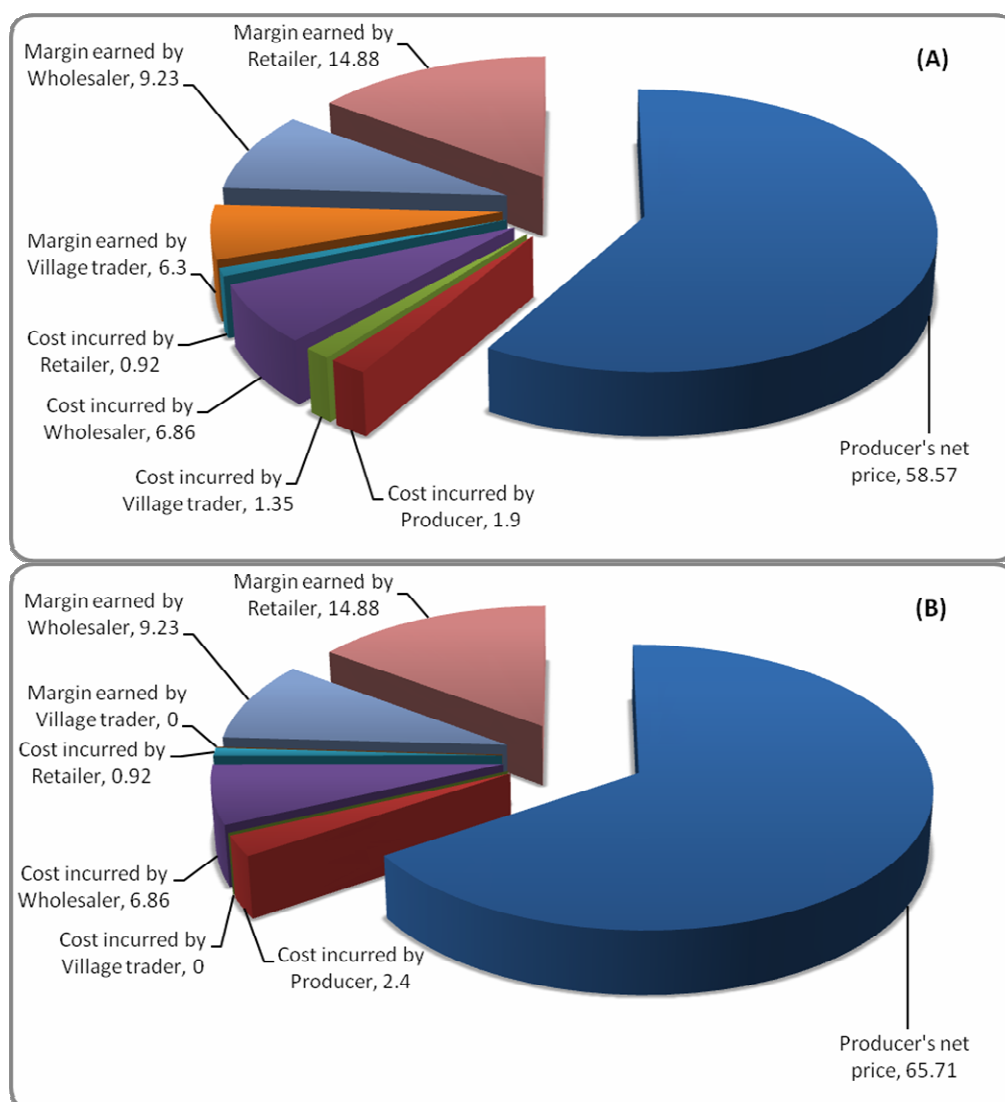 Margin earned by
Retailer, 14.88
(A)
Margin earned by
Wholesaler, 9.23
Margin earned by
Village trader, 6.3
Cost incurred by
Retailer, 0.92
Cost incurred by
Wholesaler, 6.86
Cost incurred by
Village trader, 1.35
Cost incurred by
Producer, 1.9
Producer's net
price, 58.57
Margin earned by
Retailer, 14.88
(B)
Margin earned by
Wholesaler, 9.23
Margin earned by
Village trader, 0
Cost incurred by
Retailer, 0.92
Cost incurred by
Wholesaler, 6.86
Cost incurred by
Village trader, 0
Cost incurred by
Producer, 2.4
Producer's net
price, 65.71